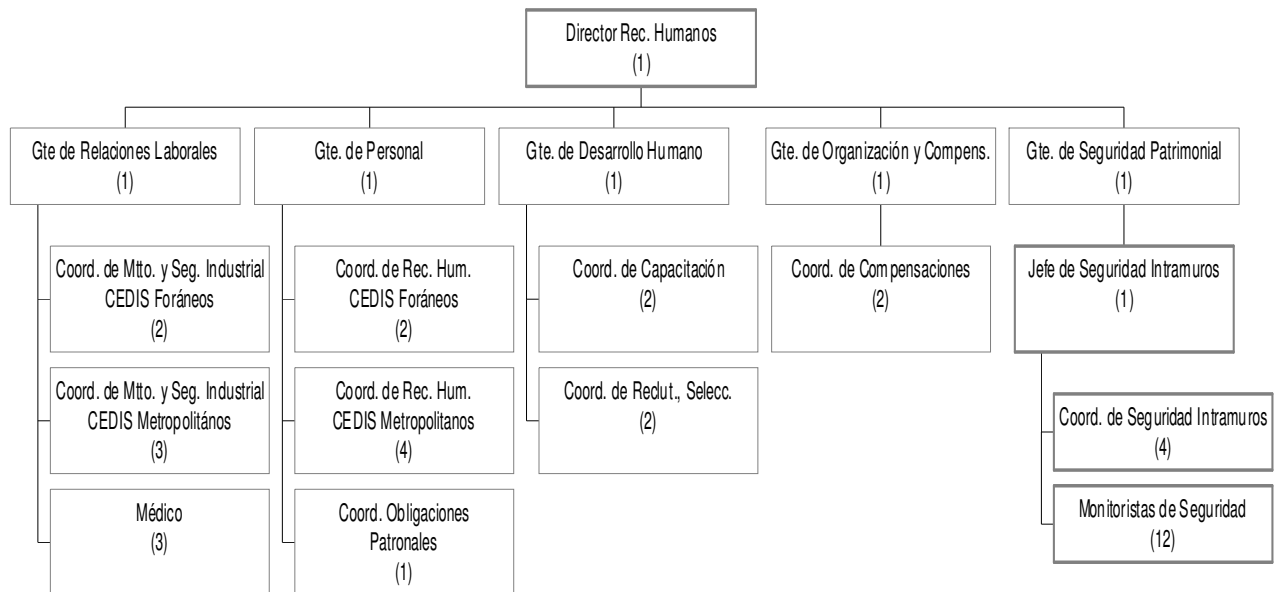 Director Rec. Humanos
(1)
Gte de Relaciones Laborales
(1)
Gte. de Personal
(1)
Gte. de Desarrollo Humano
(1)
Gte. de Organización y Compens.
(1)
Gte. de Seguridad Patrimonial
(1)
Coord. de Mtto. y Seg. Industrial
CEDIS Foráneos
(2)
Coord. de Rec. Hum.
CEDIS Foráneos
(2)
Coord. de Capacitación
(2)
Coord. de Compensaciones
(2)
Jefe de Seguridad Intramuros
(1)
Coord. de Mtto. y Seg. Industrial
CEDIS Metropolitános
(3)
Coord. de Rec. Hum.
CEDIS Metropolitanos
(4)
Coord. de Reclut., Selecc.
(2)
Coord. de Seguridad Intramuros
(4)
Médico
(3)
Coord. Obligaciones
Patronales
(1)
Monitoristas de Seguridad
(12)